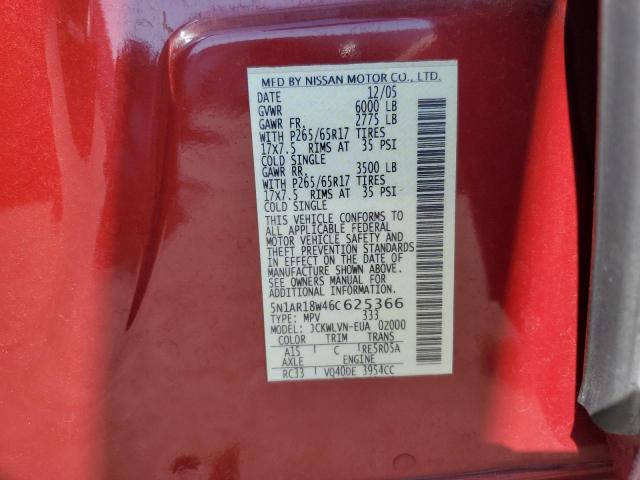 MFD BY NISSAN MOTOR CO., LTD.
DATE 12/05
GVWR 6000 LB
GAWR FR. 2775 LB
WITH P265/65R17 TIRES
17X7.5 RIMS AT 35 PSI
COLD SINGLE
GAWR RR. 3500 LB
WITH P265/65R17 TIRES
17X7.5 RIMS AT 35 PSI
COLD SINGLE
THIS VEHICLE CONFORMS TO
ALL APPLICABLE FEDERAL
MOTOR VEHICLE SAFETY AND
THEFT PREVENTION STANDARDS
IN EFFECT ON THE DATE OF
MANUFACTURE SHOWN ABOVE.
SEE OWNERS MANUAL FOR
ADDITIONAL INFORMATION.
5N1AR18W46C625366
TYPE: MPV 333
MODEL: JCKWLVN-EUA 0Z000
COLOR TRIM TRANS
A15 C RE5R05A
AXLE ENGINE
RC33 VQ40DE 3954CC